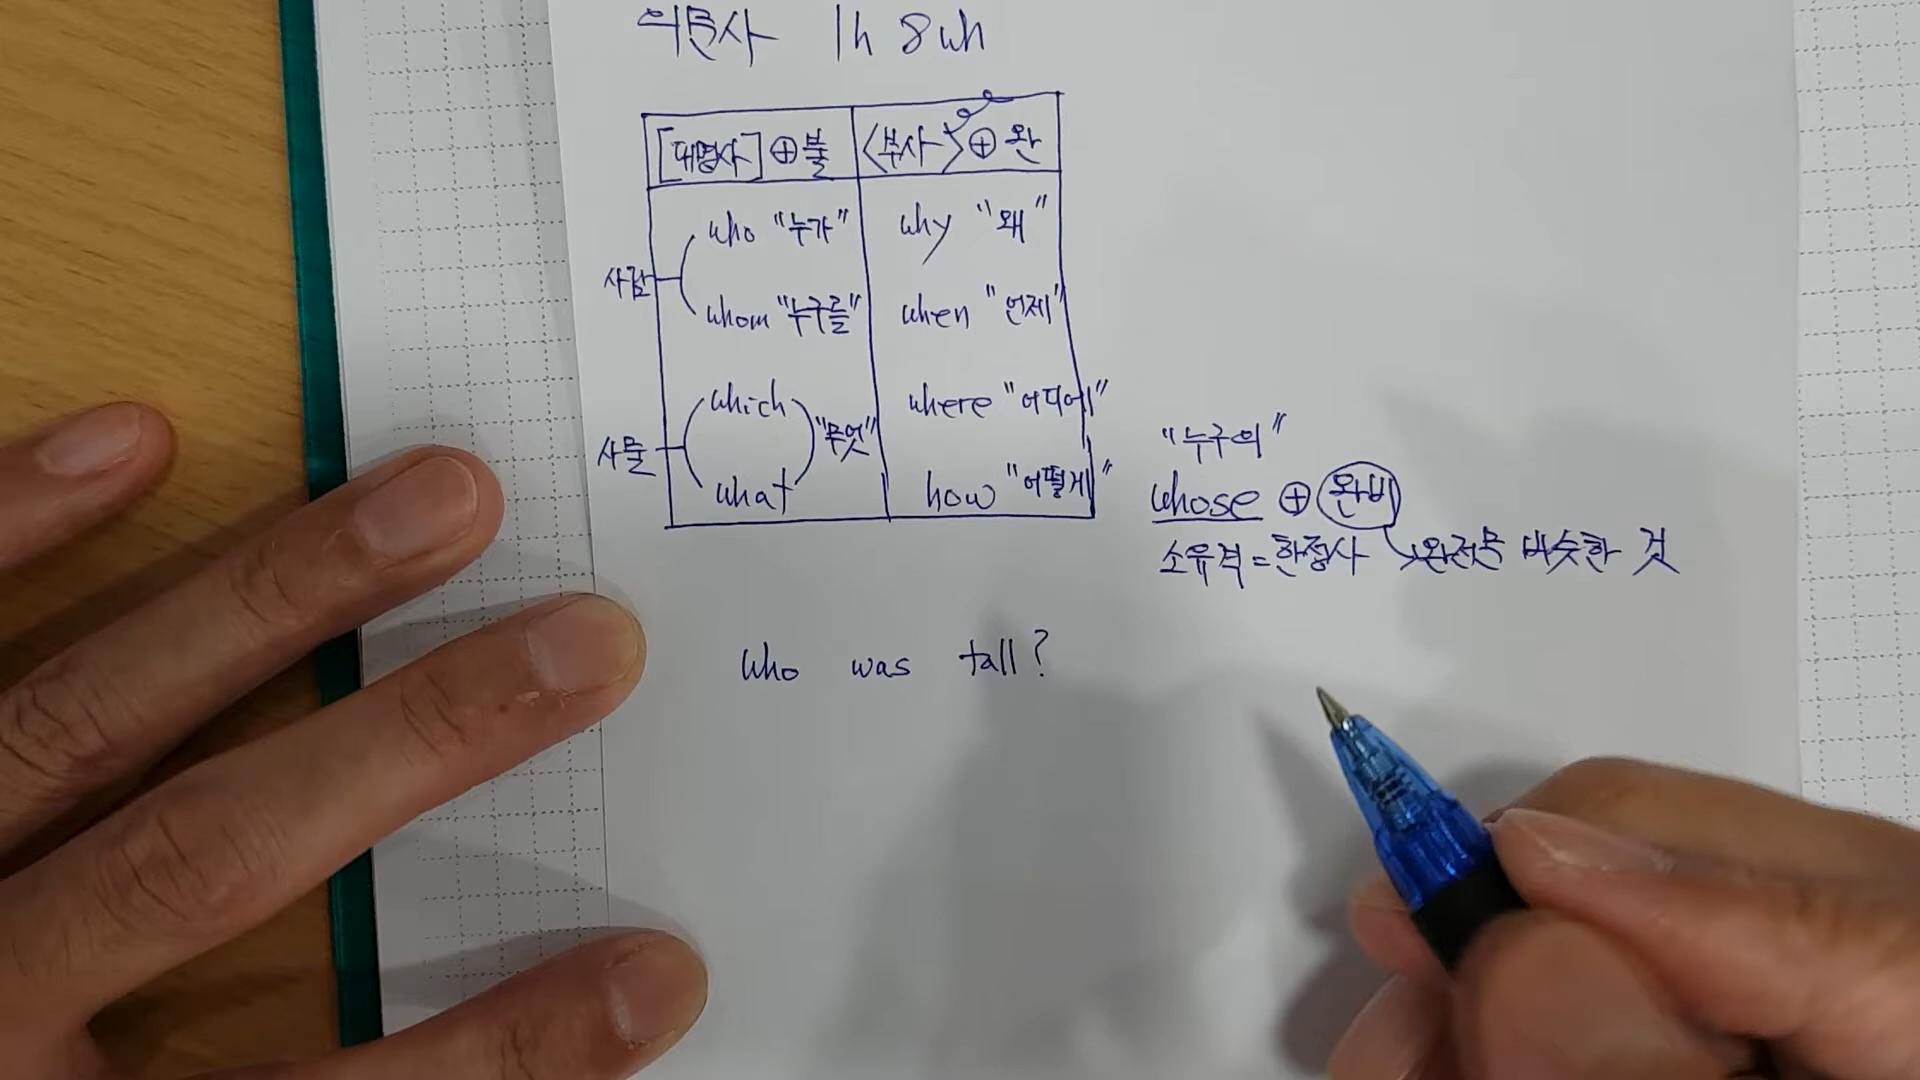 의문사 1h 8wh
[대명사] ⊕ 불 <부사> ⊕ 완
who "누가" why "왜"
사람
whom "누구를" when "언제"
which where "어디에"
사물 "무엇"
what how "어떻게"
"누구의"
whose ⊕ 완비
소유격 = 한정사 → 완전문 비슷한 것
who was tall?